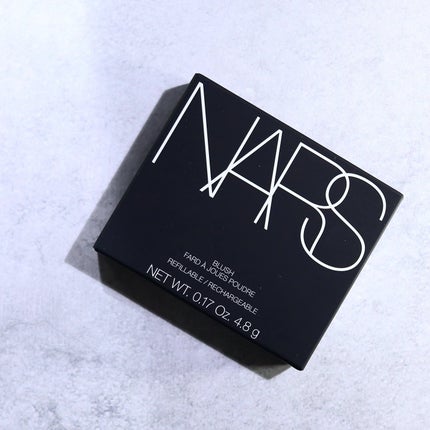 NARS
BLUSH
FARD À JOUES POUDRE
REFILLABLE / RECHARGEABLE
NET WT. 0.17 Oz. 4.8 g